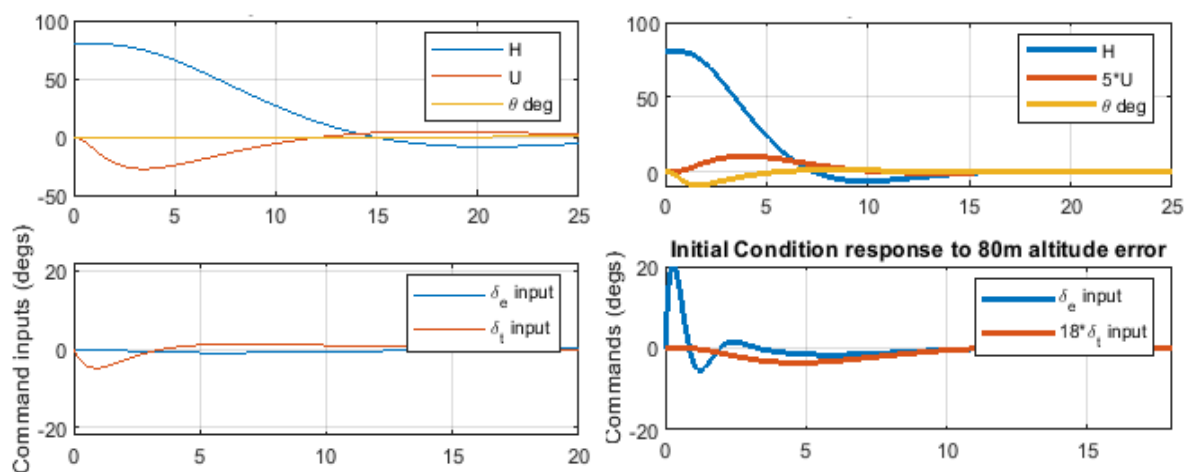 100
50
0
-50
0
5
10
15
20
25
H
U
θ deg
100
50
0
0
5
10
15
20
25
H
5*U
θ deg
Command inputs (degs)
20
0
-20
0
5
10
15
20
δe input
δt input
Initial Condition response to 80m altitude error
Commands (degs)
20
0
-20
0
5
10
15
δe input
18*δt input